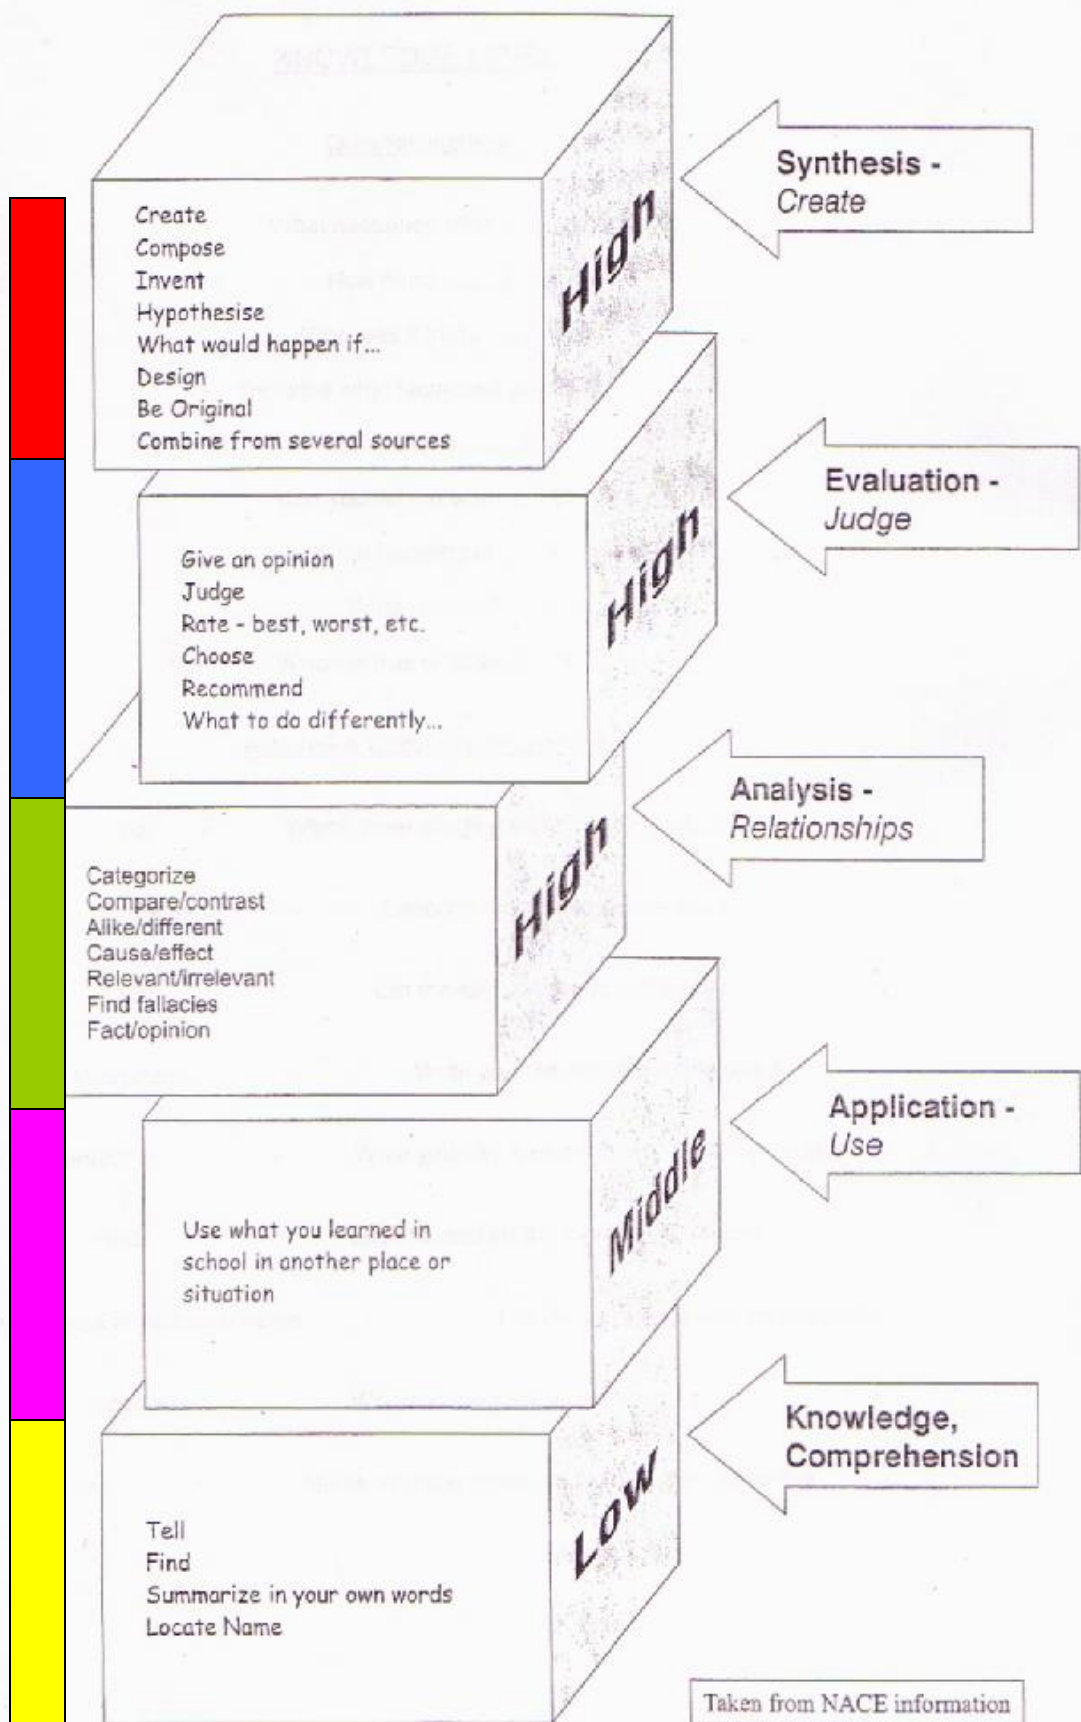 Synthesis -
Create
High
Create
Compose
Invent
Hypothesise
What would happen if...
Design
Be Original
Combine from several sources
Evaluation -
Judge
High
Give an opinion
Judge
Rate - best, worst, etc.
Choose
Recommend
What to do differently...
Analysis -
Relationships
High
Categorize
Compare/contrast
Alike/different
Cause/effect
Relevant/irrelevant
Find fallacies
Fact/opinion
Application -
Use
Middle
Use what you learned in
school in another place or
situation
Knowledge,
Comprehension
Low
Tell
Find
Summarize in your own words
Locate Name
Taken from NACE information